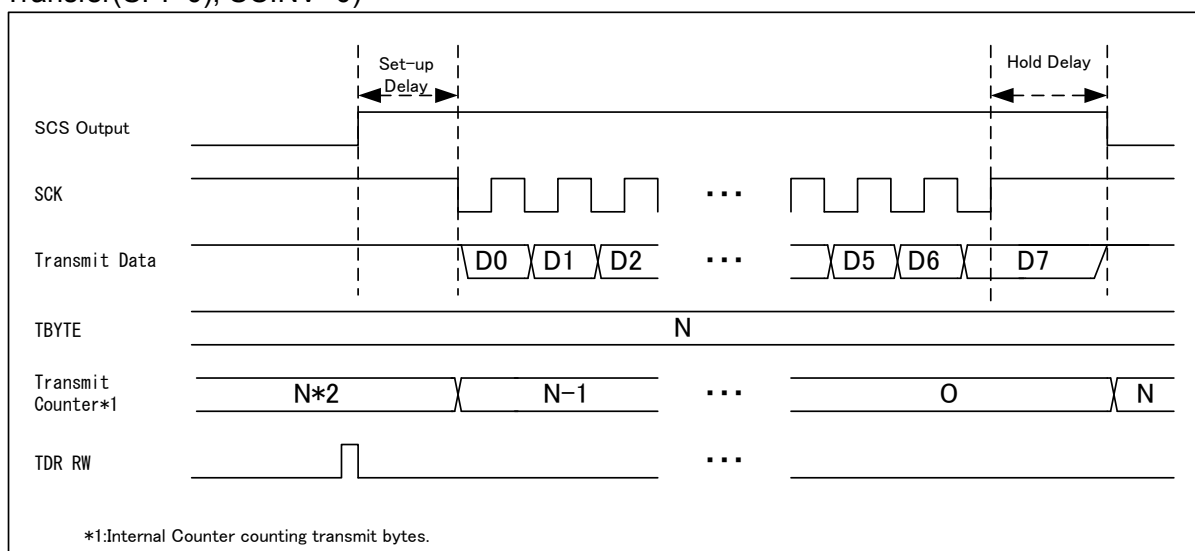 Transfer(SPI=0), SCINV=0)
Set-up
Delay
Hold Delay
SCS Output
SCK
...
Transmit Data
D0 D1 D2 ... D5 D6 D7
TBYTE
N
Transmit
Counter*1
N*2 N-1 ... 0 N
TDR RW
...
*1:Internal Counter counting transmit bytes.